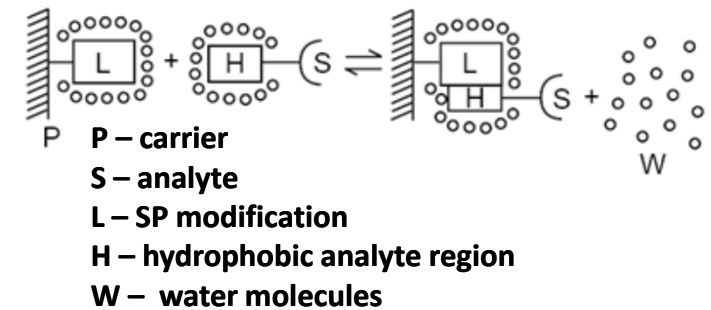 L + H S ⇌ L H S +
P W
P – carrier
S – analyte
L – SP modification
H – hydrophobic analyte region
W – water molecules